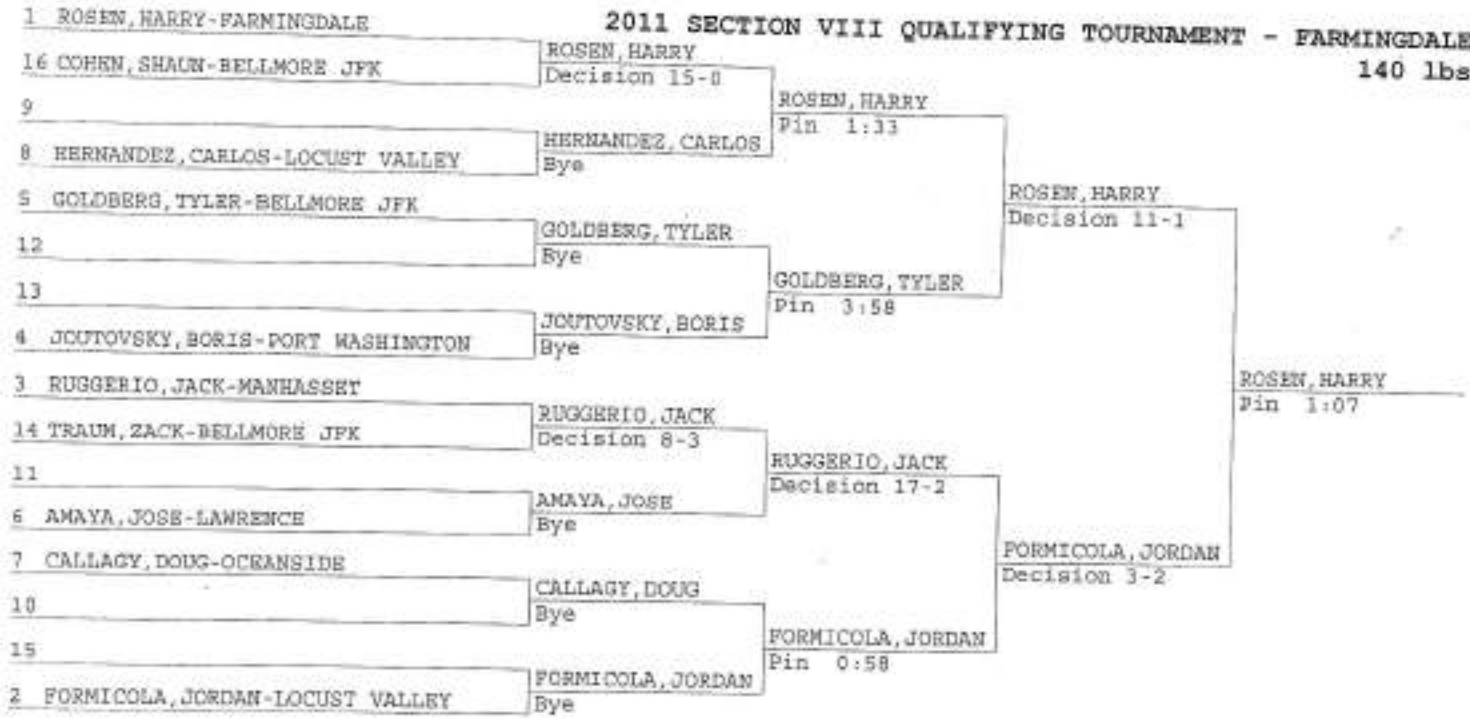 2011 SECTION VIII QUALIFYING TOURNAMENT - FARMINGDALE
140 lbs
1 ROSEN,HARRY-FARMINGDALE
16 COHEN,SHAUN-BELLMORE JFK
9
8 HERNANDEZ,CARLOS-LOCUST VALLEY
5 GOLDBERG,TYLER-BELLMORE JFK
12
13
4 JOUTOVSKY,BORIS-PORT WASHINGTON
3 RUGGERIO,JACK-MANHASSET
14 TRAUM,ZACK-BELLMORE JFK
11
6 AMAYA,JOSE-LAWRENCE
7 CALLAGY,DOUG-OCEANSIDE
10
15
2 FORMICOLA,JORDAN-LOCUST VALLEY
ROSEN,HARRY
Decision 15-0
HERNANDEZ,CARLOS
Bye
GOLDBERG,TYLER
Bye
JOUTOVSKY,BORIS
Bye
RUGGERIO,JACK
Decision 8-3
AMAYA,JOSE
Bye
CALLAGY,DOUG
Bye
FORMICOLA,JORDAN
Bye
ROSEN,HARRY
Pin 1:33
GOLDBERG,TYLER
Pin 3:58
RUGGERIO,JACK
Decision 17-2
FORMICOLA,JORDAN
Pin 0:58
ROSEN,HARRY
Decision 11-1
FORMICOLA,JORDAN
Decision 3-2
ROSEN,HARRY
Pin 1:07